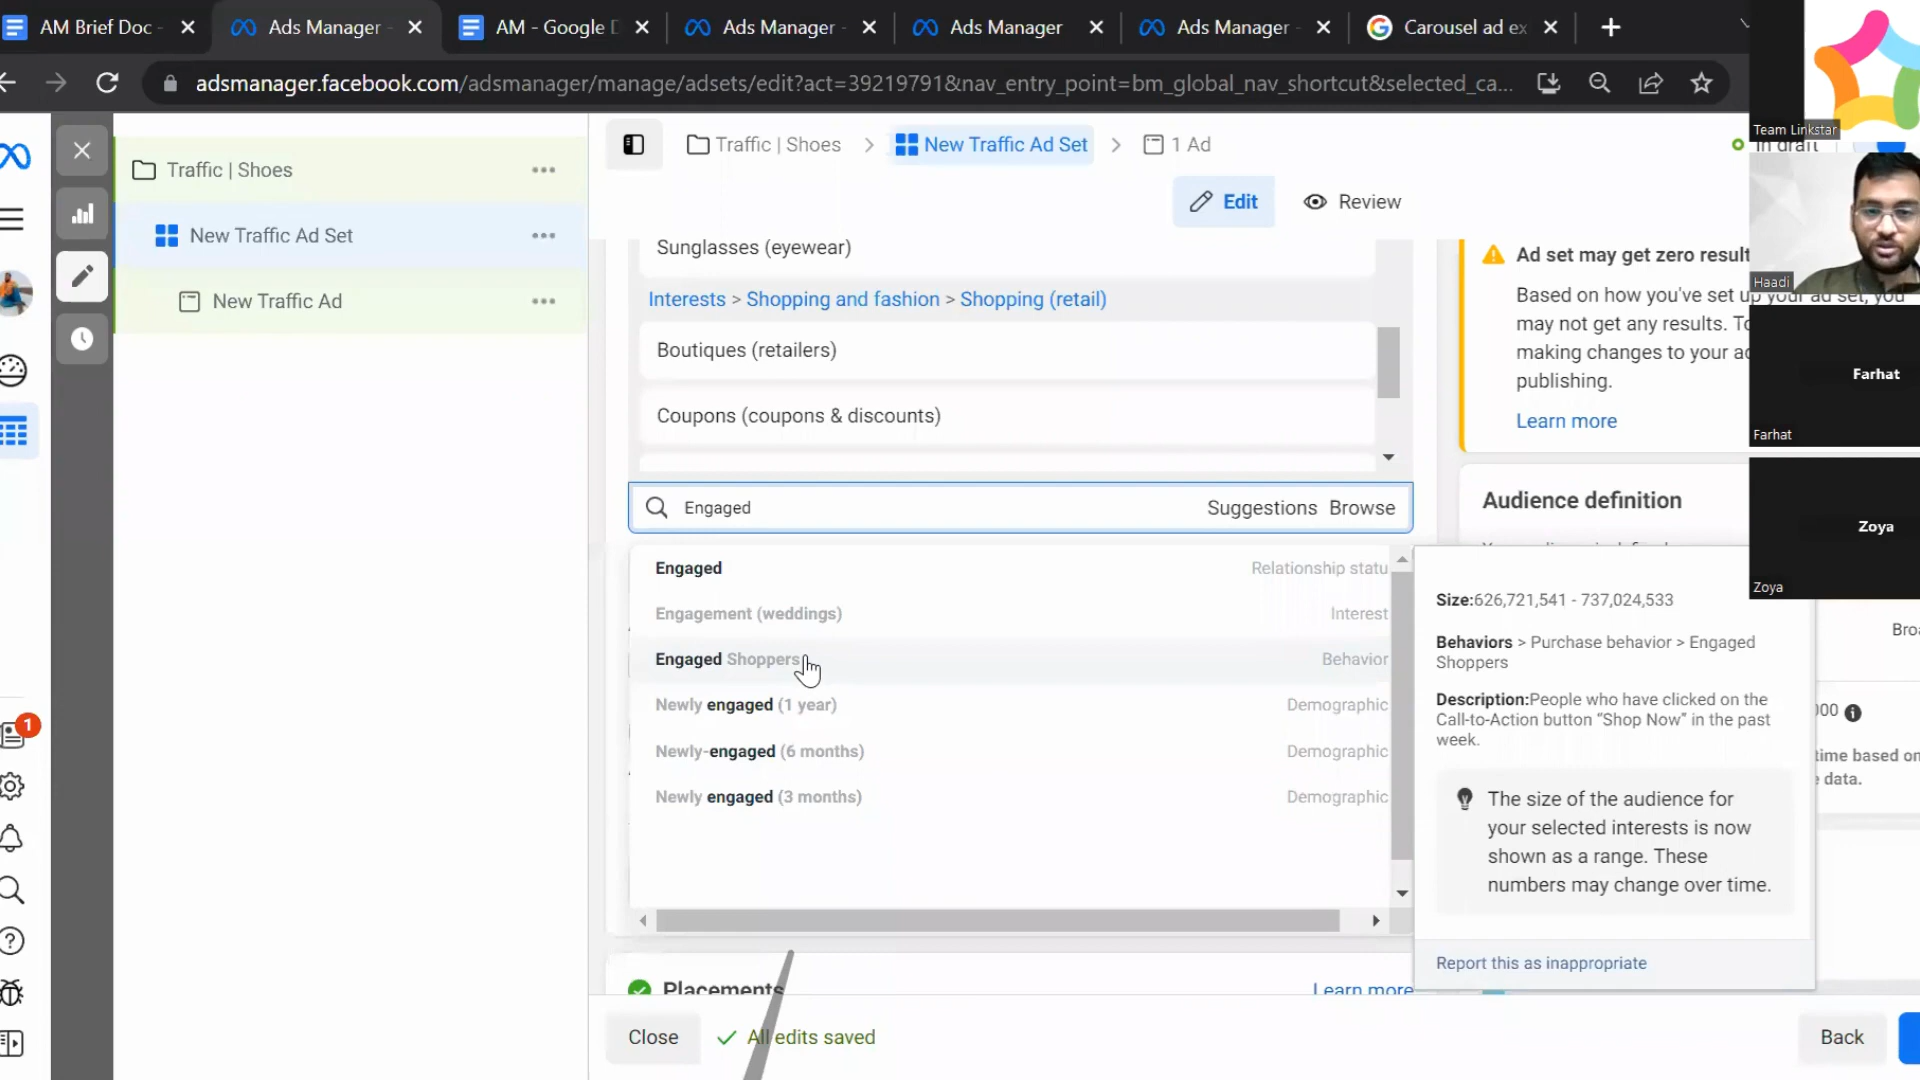 AM Brief Doc -
Ads Manager -
AM - Google D
Ads Manager -
Ads Manager
Ads Manager -
Carousel ad ex
adsmanager.facebook.com/adsmanager/manage/adsets/edit?act=39219791&nav_entry_point=bm_global_nav_shortcut&selected_ca...
Team Linkstar
Traffic | Shoes
New Traffic Ad Set
New Traffic Ad
Traffic | Shoes > New Traffic Ad Set > 1 Ad
In draft
Edit
Review
Sunglasses (eyewear)
Interests > Shopping and fashion > Shopping (retail)
Boutiques (retailers)
Coupons (coupons & discounts)
Engaged
Suggestions Browse
Engaged
Relationship statu
Engagement (weddings)
Interest
Engaged Shoppers
Behavior
Newly engaged (1 year)
Demographic
Newly-engaged (6 months)
Demographic
Newly engaged (3 months)
Demographic
Placements
Learn more
Close
All edits saved
Back
Ad set may get zero result
Based on how you've set up your ad set, you
may not get any results. To
making changes to your ad
publishing.
Learn more
Audience definition
Size:626,721,541 - 737,024,533
Behaviors > Purchase behavior > Engaged
Shoppers
Description:People who have clicked on the
Call-to-Action button “Shop Now” in the past
week.
The size of the audience for
your selected interests is now
shown as a range. These
numbers may change over time.
Report this as inappropriate
Broa
000
time based on
data.
Haadi
Farhat
Farhat
Zoya
Zoya
1